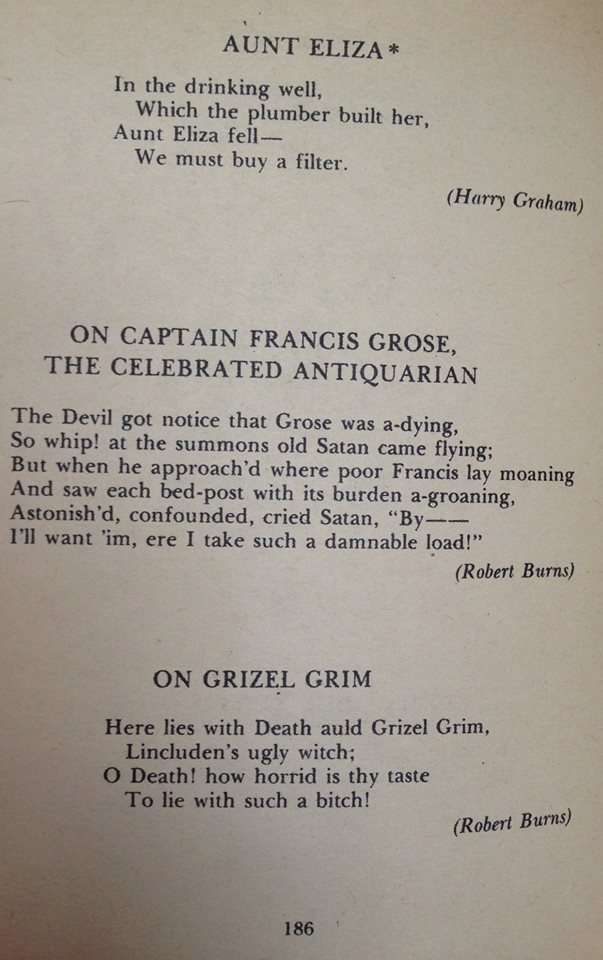 AUNT ELIZA*
In the drinking well,
Which the plumber built her,
Aunt Eliza fell—
We must buy a filter.
(Harry Graham)
ON CAPTAIN FRANCIS GROSE,
THE CELEBRATED ANTIQUARIAN
The Devil got notice that Grose was a-dying,
So whip! at the summons old Satan came flying;
But when he approach'd where poor Francis lay moaning
And saw each bed-post with its burden a-groaning,
Astonish'd, confounded, cried Satan, "By——
I'll want 'im, ere I take such a damnable load!"
(Robert Burns)
ON GRIZEL GRIM
Here lies with Death auld Grizel Grim,
Lincluden's ugly witch;
O Death! how horrid is thy taste
To lie with such a bitch!
(Robert Burns)
186